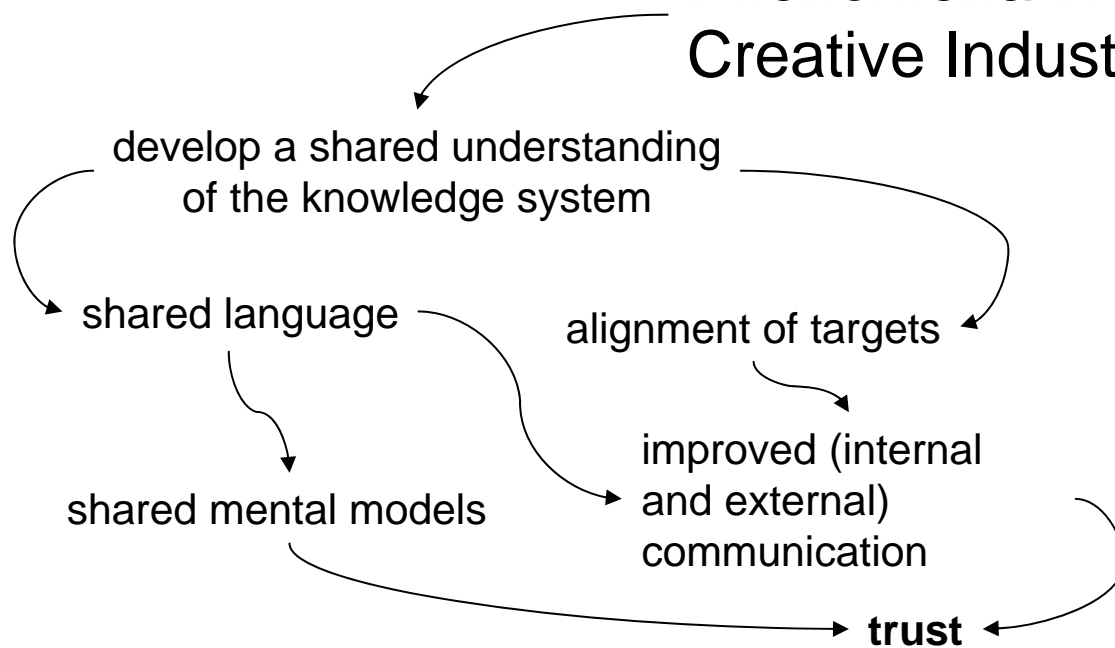 Creative Indust
develop a shared understanding
of the knowledge system
shared language
alignment of targets
improved (internal
and external)
communication
shared mental models
trust